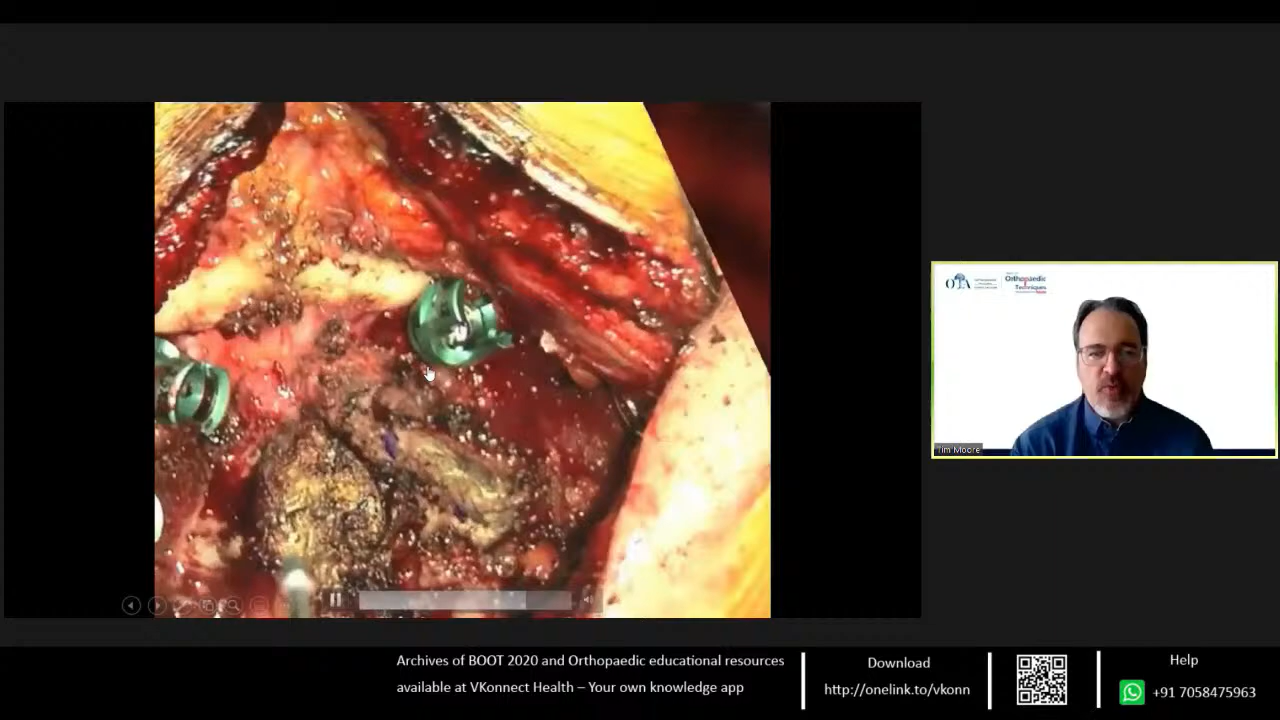 OTA
Orthopaedic
Techniques
Tim Moore
Archives of BOOT 2020 and Orthopaedic educational resources
available at VKonnect Health – Your own knowledge app
Download
http://onelink.to/vkonn
Help
+91 7058475963